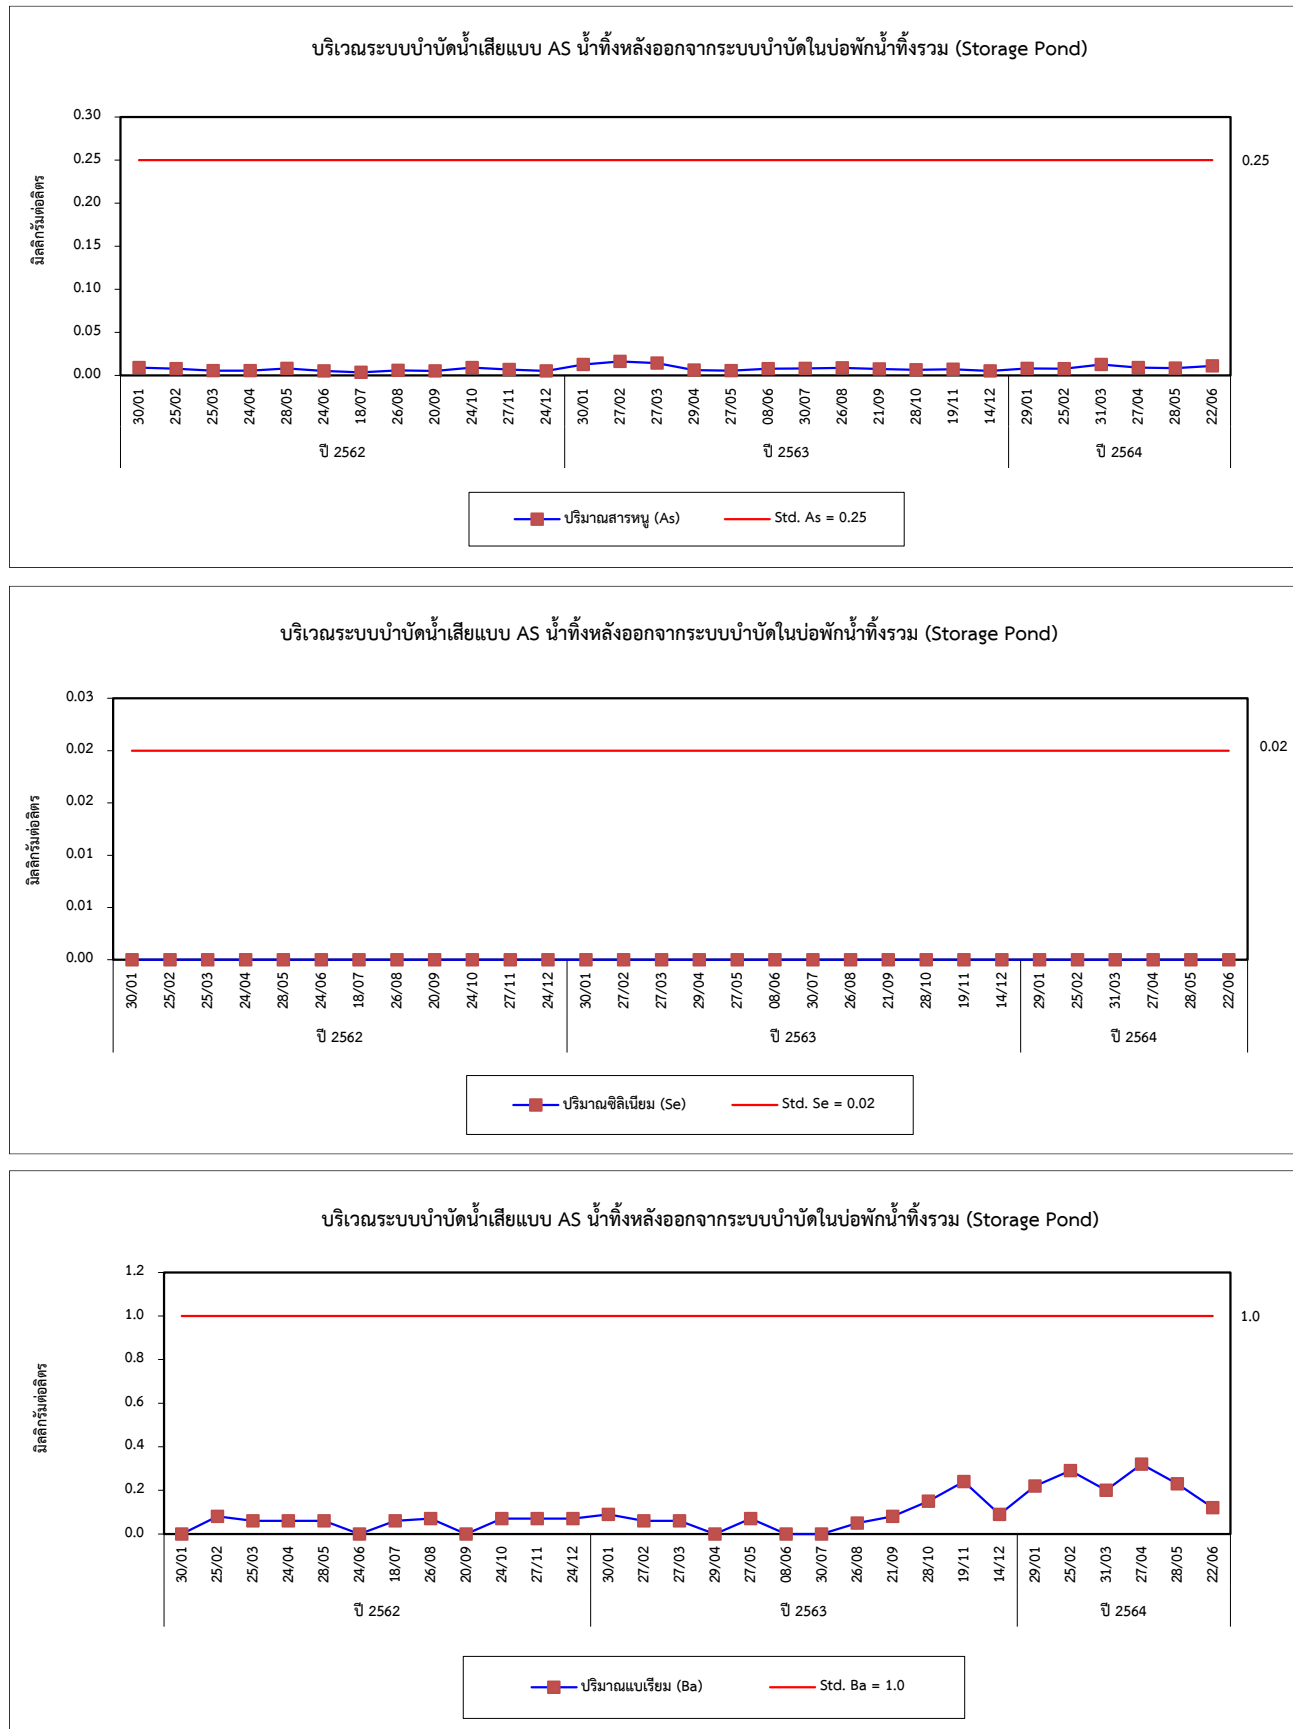 บริเวณระบบบำบัดน้ำเสียแบบ AS น้ำทิ้งหลังออกจากระบบบำบัดในบ่อพักน้ำทิ้งรวม (Storage Pond)
มิลลิกรัมต่อลิตร
0.30
0.25
0.20
0.15
0.10
0.05
0.00
0.25
30/01 25/02 25/03 24/04 28/05 24/06 18/07 26/08 20/09 24/10 27/11 24/12 30/01 27/02 27/03 29/04 27/05 08/06 30/07 26/08 21/09 28/10 19/11 14/12 29/01 25/02 31/03 27/04 28/05 22/06
ปี 2562 ปี 2563 ปี 2564
ปริมาณสารหนู (As) Std. As = 0.25
บริเวณระบบบำบัดน้ำเสียแบบ AS น้ำทิ้งหลังออกจากระบบบำบัดในบ่อพักน้ำทิ้งรวม (Storage Pond)
มิลลิกรัมต่อลิตร
0.03
0.02
0.02
0.01
0.01
0.00
0.02
30/01 25/02 25/03 24/04 28/05 24/06 18/07 26/08 20/09 24/10 27/11 24/12 30/01 27/02 27/03 29/04 27/05 08/06 30/07 26/08 21/09 28/10 19/11 14/12 29/01 25/02 31/03 27/04 28/05 22/06
ปี 2562 ปี 2563 ปี 2564
ปริมาณซิลิเนียม (Se) Std. Se = 0.02
บริเวณระบบบำบัดน้ำเสียแบบ AS น้ำทิ้งหลังออกจากระบบบำบัดในบ่อพักน้ำทิ้งรวม (Storage Pond)
มิลลิกรัมต่อลิตร
1.2
1.0
0.8
0.6
0.4
0.2
0.0
1.0
30/01 25/02 25/03 24/04 28/05 24/06 18/07 26/08 20/09 24/10 27/11 24/12 30/01 27/02 27/03 29/04 27/05 08/06 30/07 26/08 21/09 28/10 19/11 14/12 29/01 25/02 31/03 27/04 28/05 22/06
ปี 2562 ปี 2563 ปี 2564
ปริมาณแบเรียม (Ba) Std. Ba = 1.0